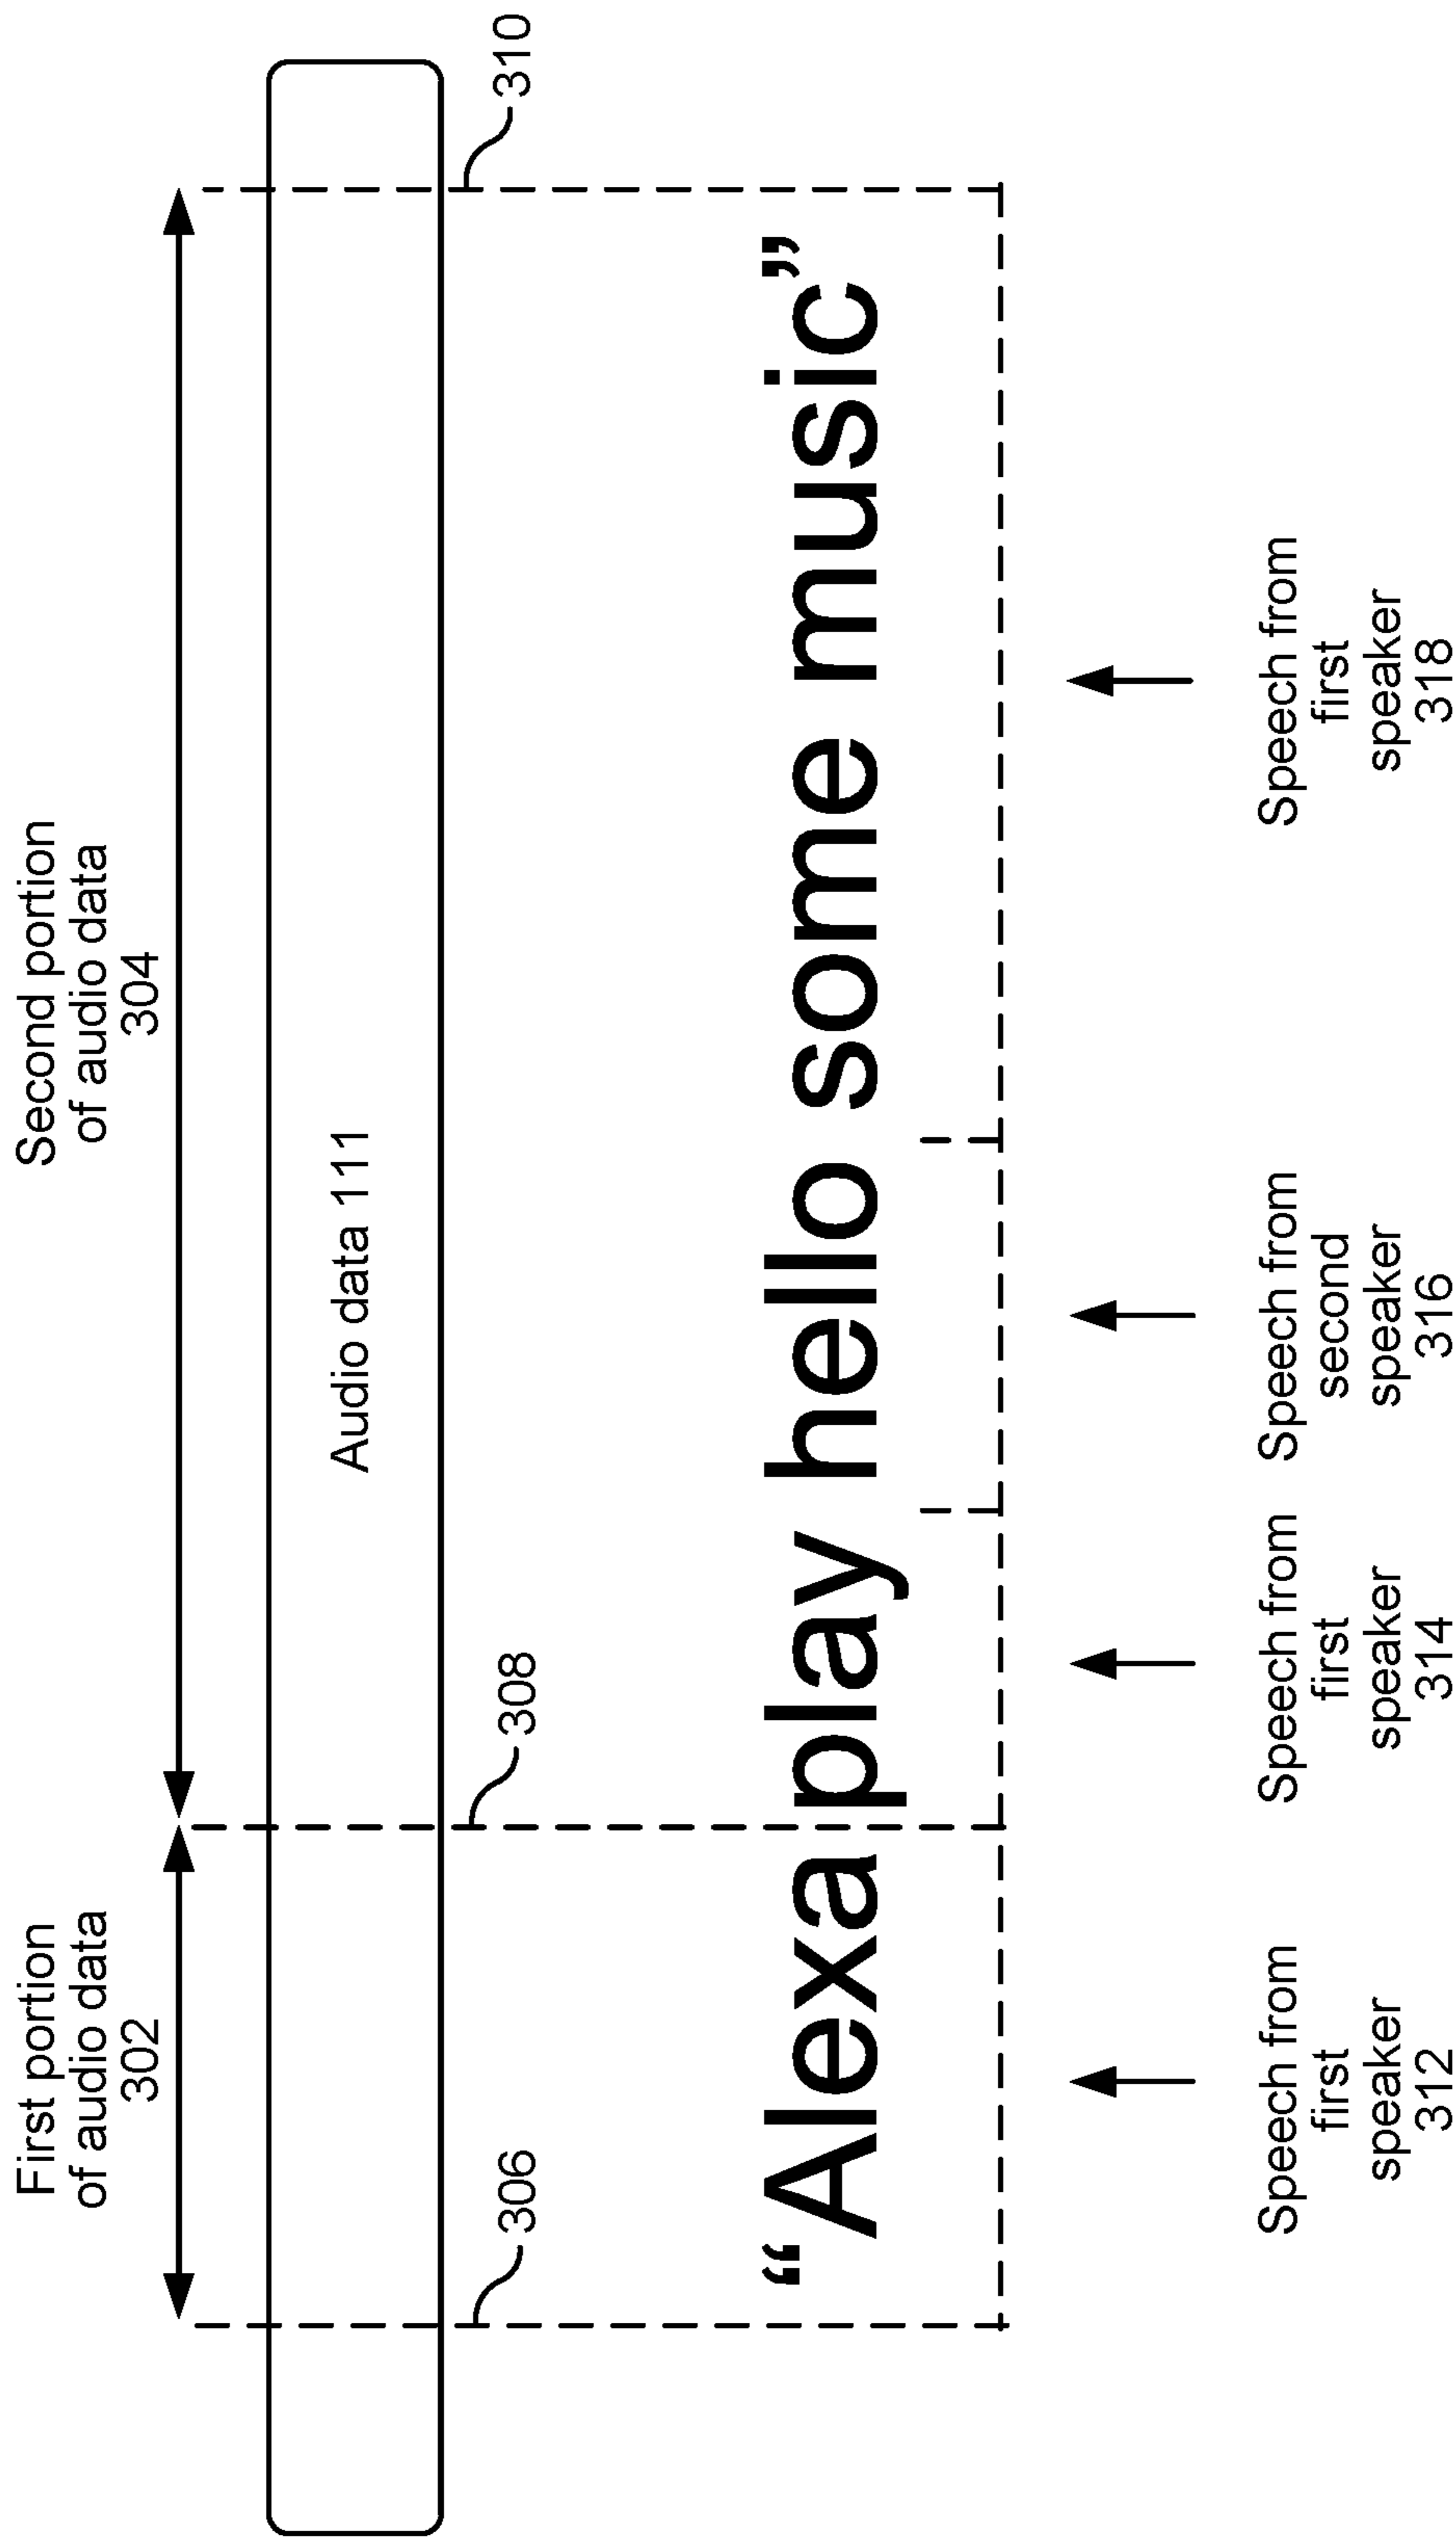 First portion
of audio data
302
Second portion
of audio data
304
Audio data 111
306
308
310
“Alexa play hello some music”
Speech from
first
speaker
312
Speech from
first
speaker
314
Speech from
second
speaker
316
Speech from
first
speaker
318